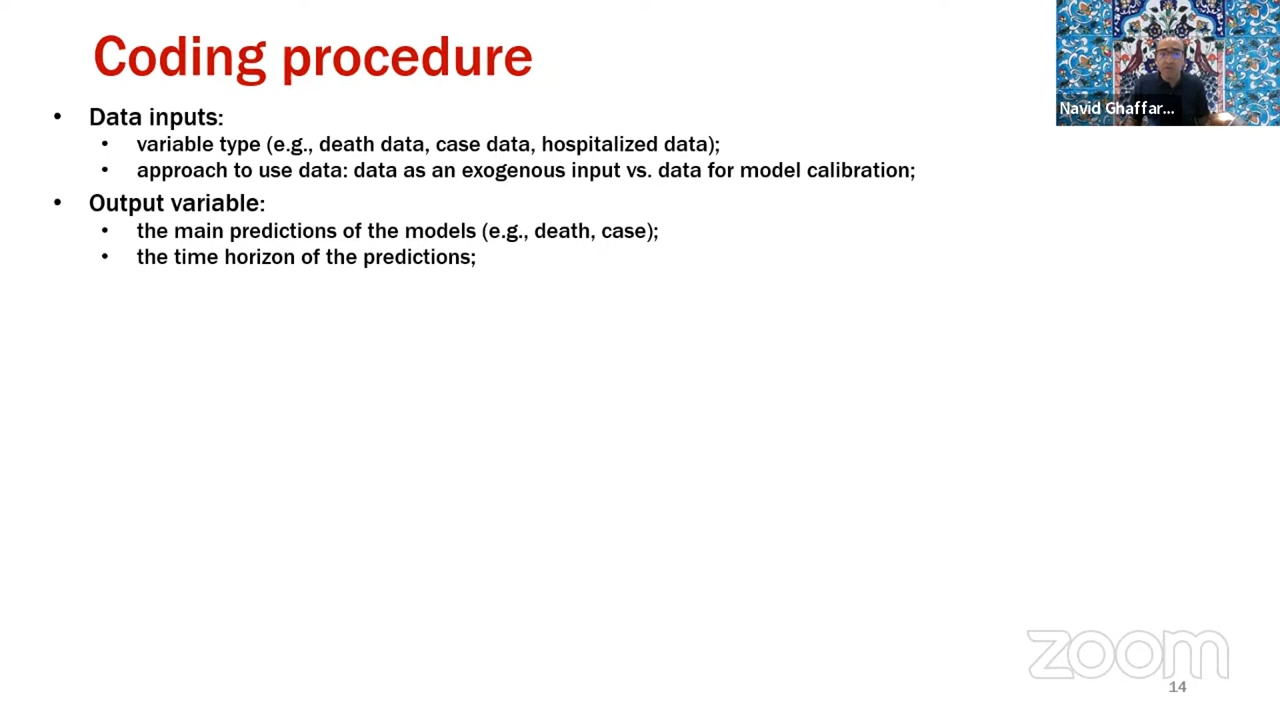 Coding procedure
• Data inputs:
• variable type (e.g., death data, case data, hospitalized data);
• approach to use data: data as an exogenous input vs. data for model calibration;
• Output variable:
• the main predictions of the models (e.g., death, case);
• the time horizon of the predictions;
Navid Ghaffar...
zoom
14